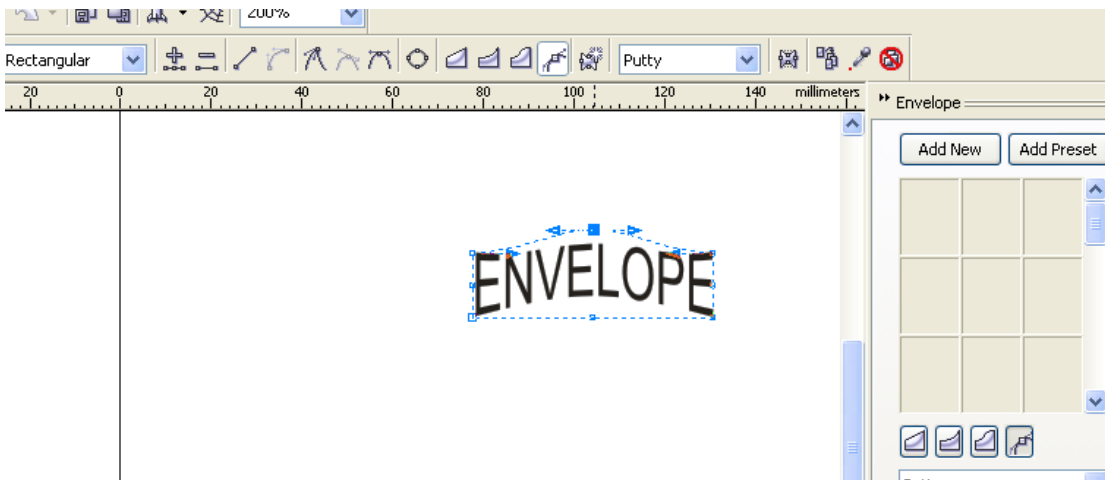 200%
Rectangular Putty
20 0 20 40 60 80 100 120 140 millimeters
Envelope
Add New Add Preset
ENVELOPE